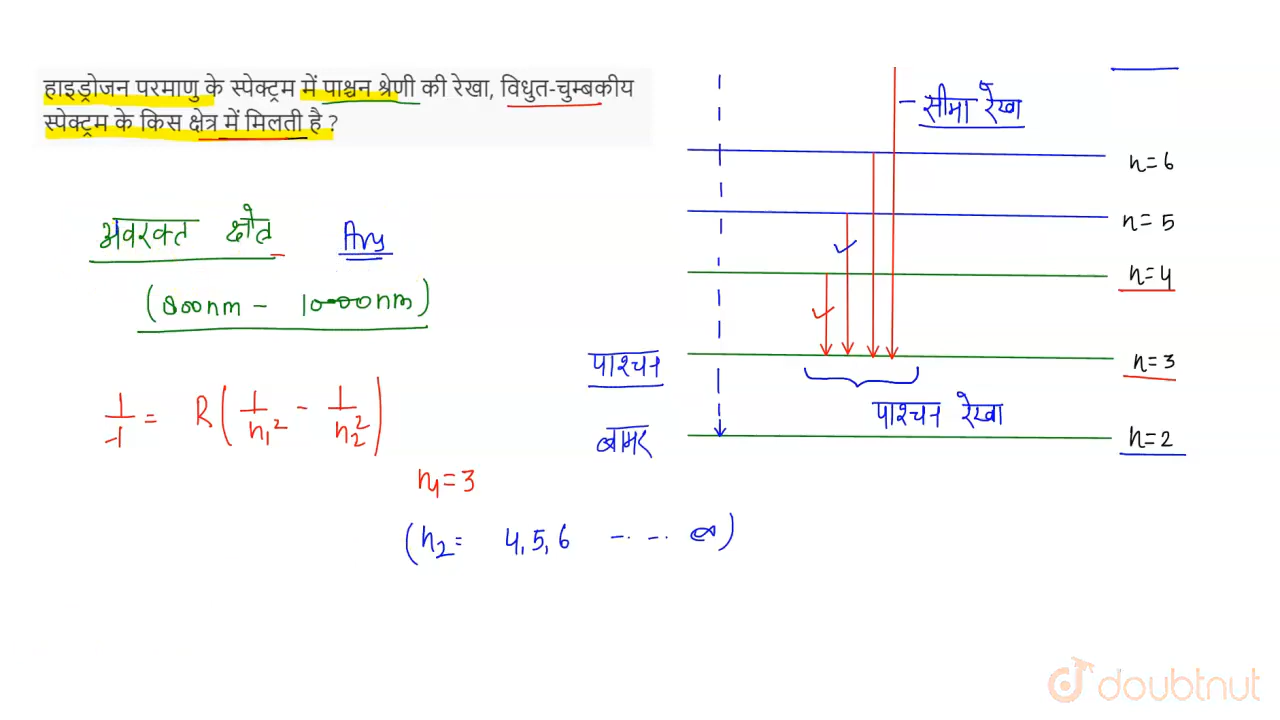 हाइड्रोजन परमाणु के स्पेक्ट्रम में पाश्चन श्रेणी की रेखा, विधुत-चुम्बकीय
स्पेक्ट्रम के किस क्षेत्र में मिलती है ?
अवरक्त क्षेत्र Ans
(800nm - 10000nm)
1/λ = R(1/n₁² - 1/n₂²)
n₁=3
(n₂= 4,5,6 ..... ∞)
- सीमा रेखा
n=6
n=5
n=4
पाश्चन n=3
पाश्चन रेखा
बामर n=2
doubtnut